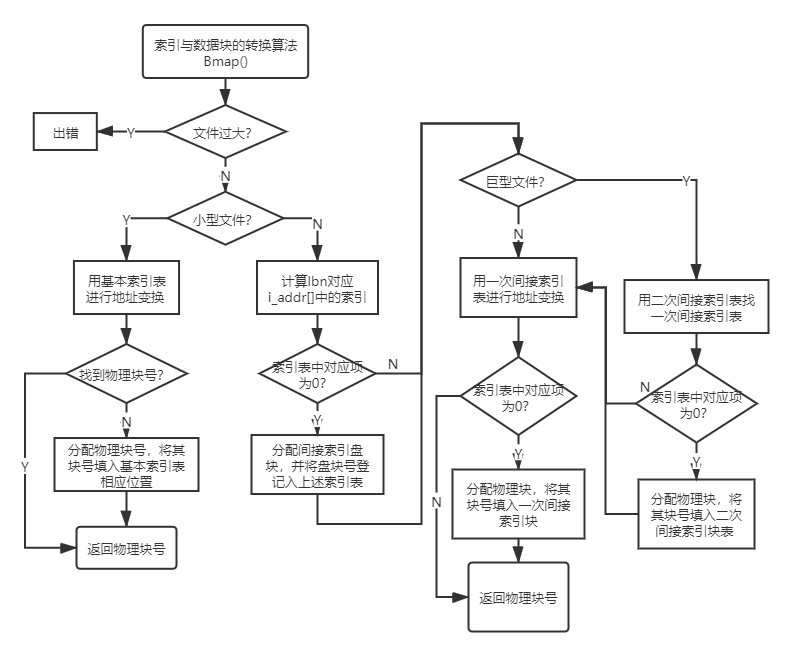 索引与数据块的转换算法
Bmap()
文件过大?
Y
出错
N
小型文件?
Y
N
用基本索引表
进行地址变换
计算lbn对应
i_addr[]中的索引
找到物理块号?
索引表中对应项
为0?
N
N
Y
Y
分配物理块号，将其
块号填入基本索引表
相应位置
分配间接索引盘
块，并将盘块号登
记入上述索引表
返回物理块号
巨型文件?
Y
N
用一次间接索引
表进行地址变换
用二次间接索引表找
一次间接索引表
索引表中对应项
为0?
N
索引表中对应项
为0?
Y
N
Y
分配物理块，将其
块号填入一次间接
索引块
分配物理块，将
其块号填入二次
间接索引块表
返回物理块号